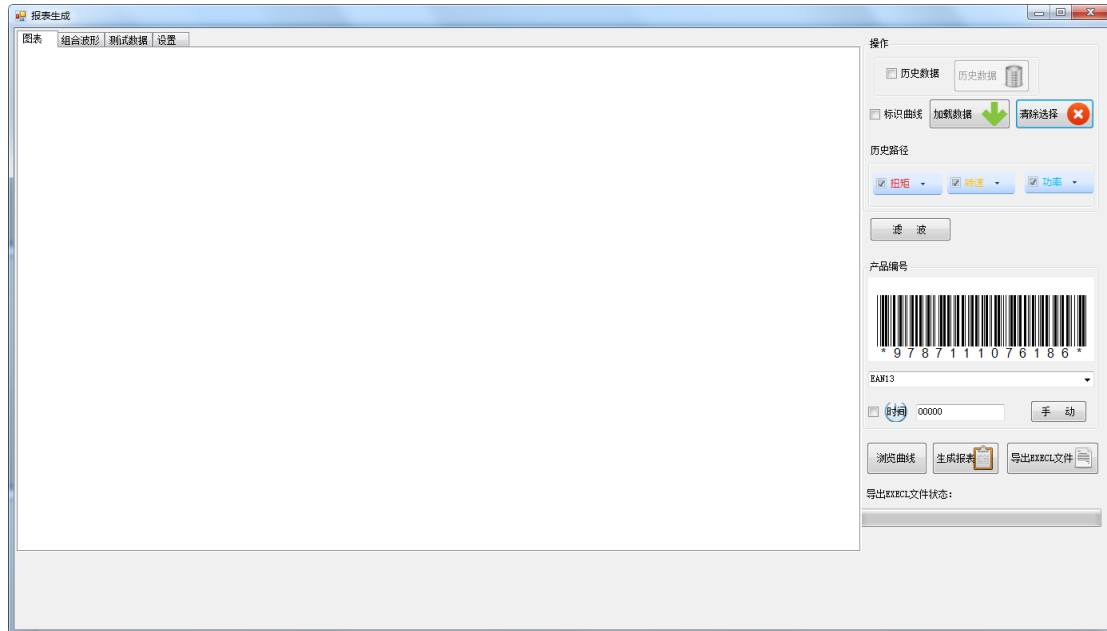 报表生成
图表 组合波形 测试数据 设置
操作
历史数据 历史数据
标识曲线 加载数据 清除选择
历史路径
扭矩 转速 功率
滤 波
产品编号
*9787111076186*
EAN13
时间 00000 手 动
浏览曲线 生成报表 导出EXECL文件
导出EXECL文件状态: